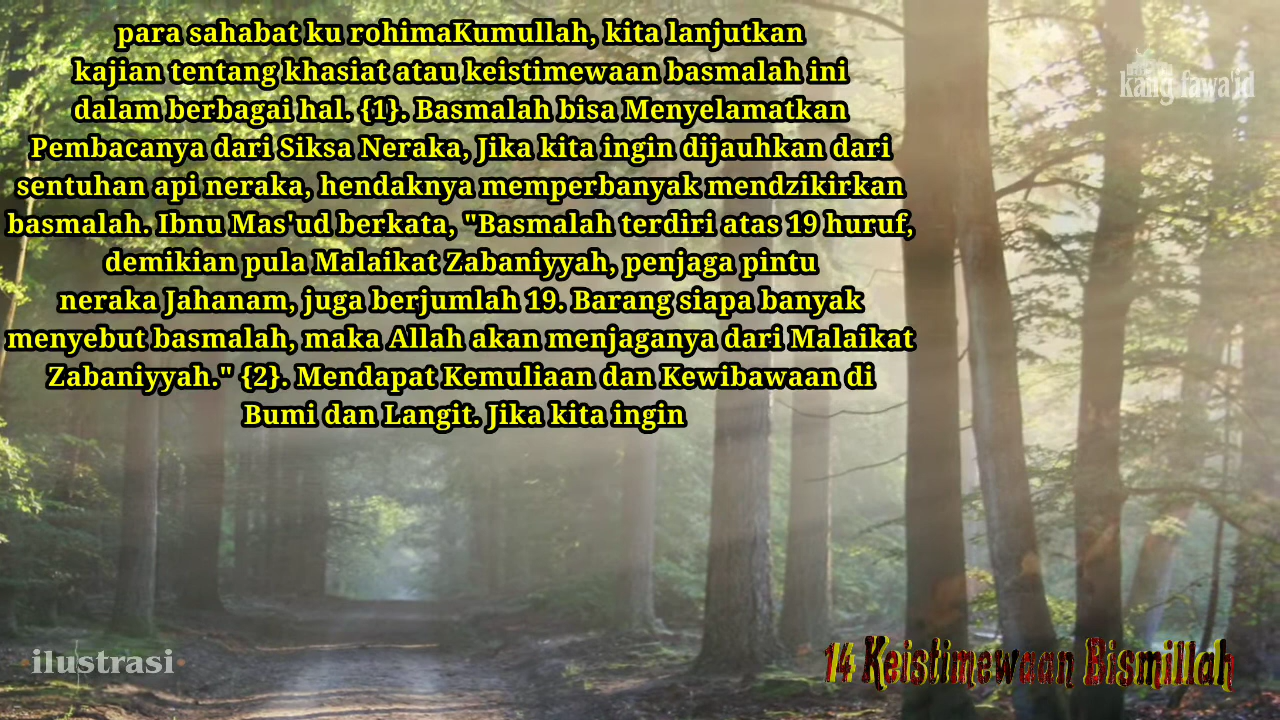 para sahabat ku rohimaKumullah, kita lanjutkan
kajian tentang khasiat atau keistimewaan basmalah ini
dalam berbagai hal. {1}. Basmalah bisa Menyelamatkan
Pembacanya dari Siksa Neraka, Jika kita ingin dijauhkan dari
sentuhan api neraka, hendaknya memperbanyak mendzikirkan
basmalah. Ibnu Mas'ud berkata, "Basmalah terdiri atas 19 huruf,
demikian pula Malaikat Zabaniyyah, penjaga pintu
neraka Jahanam, juga berjumlah 19. Barang siapa banyak
menyebut basmalah, maka Allah akan menjaganya dari Malaikat
Zabaniyyah." {2}. Mendapat Kemuliaan dan Kewibawaan di
Bumi dan Langit. Jika kita ingin
kang fawa'id
ilustrasi
14 Keistimewaan Bismillah